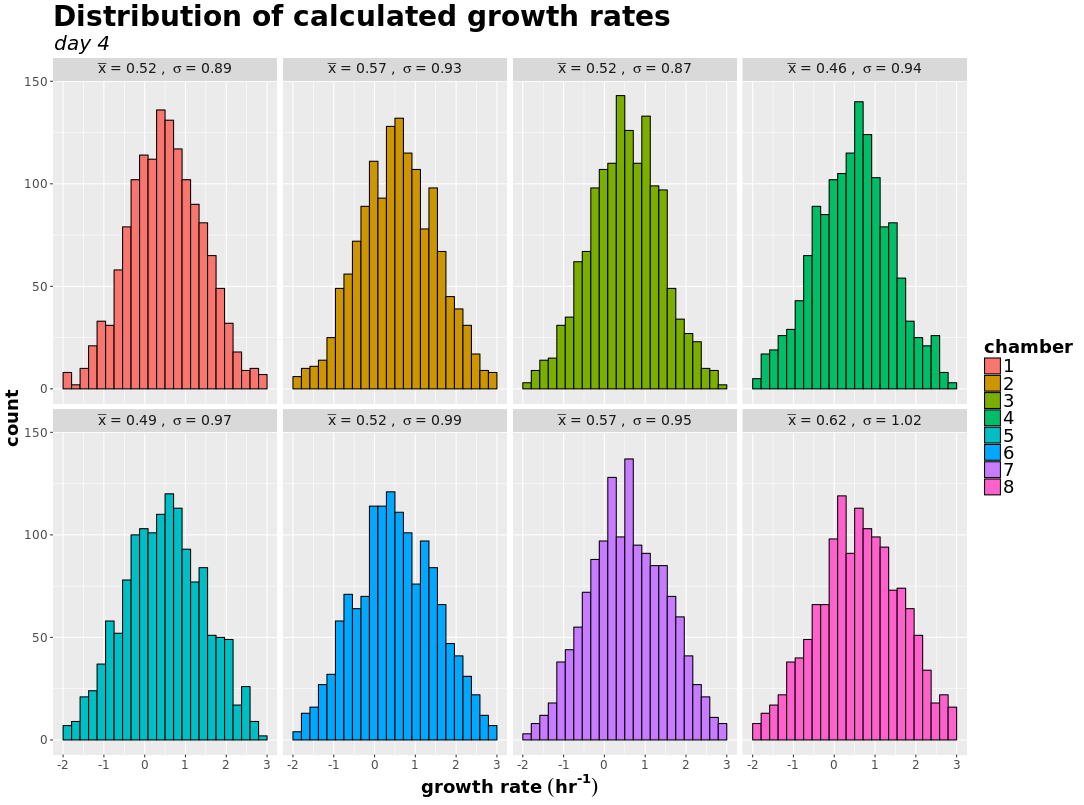 Distribution of calculated growth rates
day 4
x̅ = 0.52 , σ = 0.89
x̅ = 0.57 , σ = 0.93
x̅ = 0.52 , σ = 0.87
x̅ = 0.46 , σ = 0.94
150
100
50
0
x̅ = 0.49 , σ = 0.97
x̅ = 0.52 , σ = 0.99
x̅ = 0.57 , σ = 0.95
x̅ = 0.62 , σ = 1.02
150
100
50
0
-2 -1 0 1 2 3
-2 -1 0 1 2 3
-2 -1 0 1 2 3
-2 -1 0 1 2 3
count
growth rate (hr⁻¹)
chamber
1
2
3
4
5
6
7
8